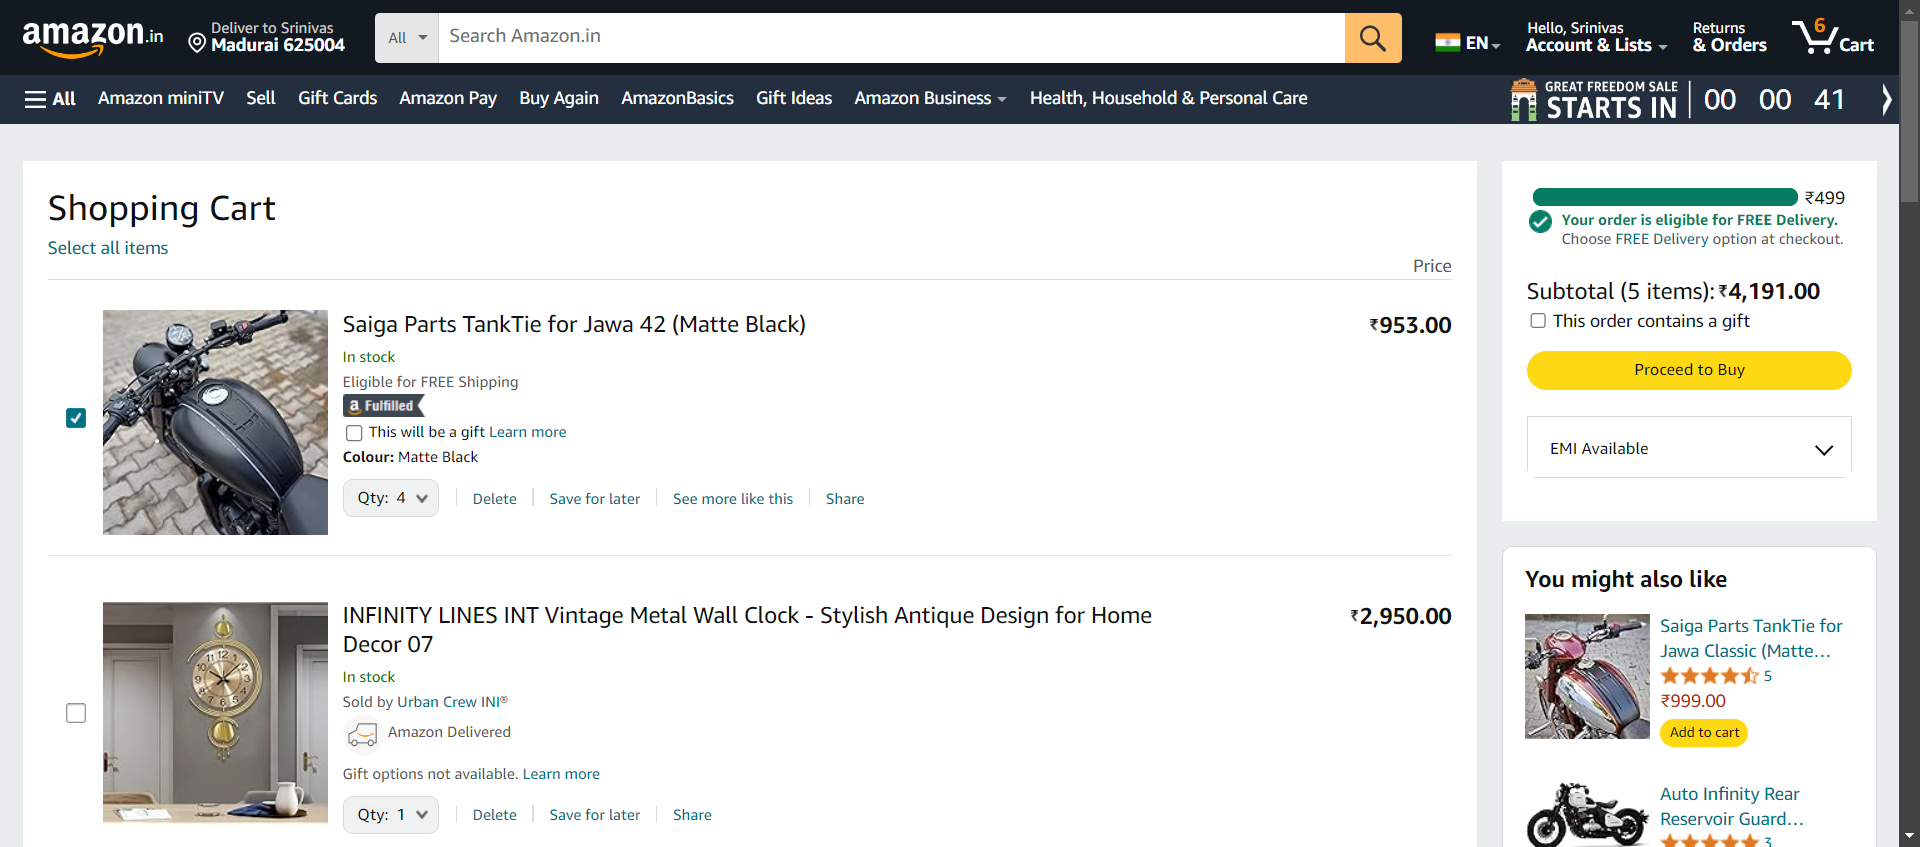 amazon.in
Deliver to Srinivas
Madurai 625004
All
Search Amazon.in
EN
Hello, Srinivas
Account & Lists
Returns
& Orders
6
Cart
All
Amazon miniTV
Sell
Gift Cards
Amazon Pay
Buy Again
AmazonBasics
Gift Ideas
Amazon Business
Health, Household & Personal Care
GREAT FREEDOM SALE
STARTS IN
00 00 41
Shopping Cart
Select all items
Price
Saiga Parts TankTie for Jawa 42 (Matte Black)
₹953.00
In stock
Eligible for FREE Shipping
a Fulfilled
This will be a gift Learn more
Colour: Matte Black
Qty: 4
Delete
Save for later
See more like this
Share
INFINITY LINES INT Vintage Metal Wall Clock - Stylish Antique Design for Home
Decor 07
₹2,950.00
In stock
Sold by Urban Crew INI®
Amazon Delivered
Gift options not available. Learn more
Qty: 1
Delete
Save for later
Share
₹499
Your order is eligible for FREE Delivery.
Choose FREE Delivery option at checkout.
Subtotal (5 items): ₹4,191.00
This order contains a gift
Proceed to Buy
EMI Available
You might also like
Saiga Parts TankTie for
Jawa Classic (Matte…
5
₹999.00
Add to cart
Auto Infinity Rear
Reservoir Guard…
3